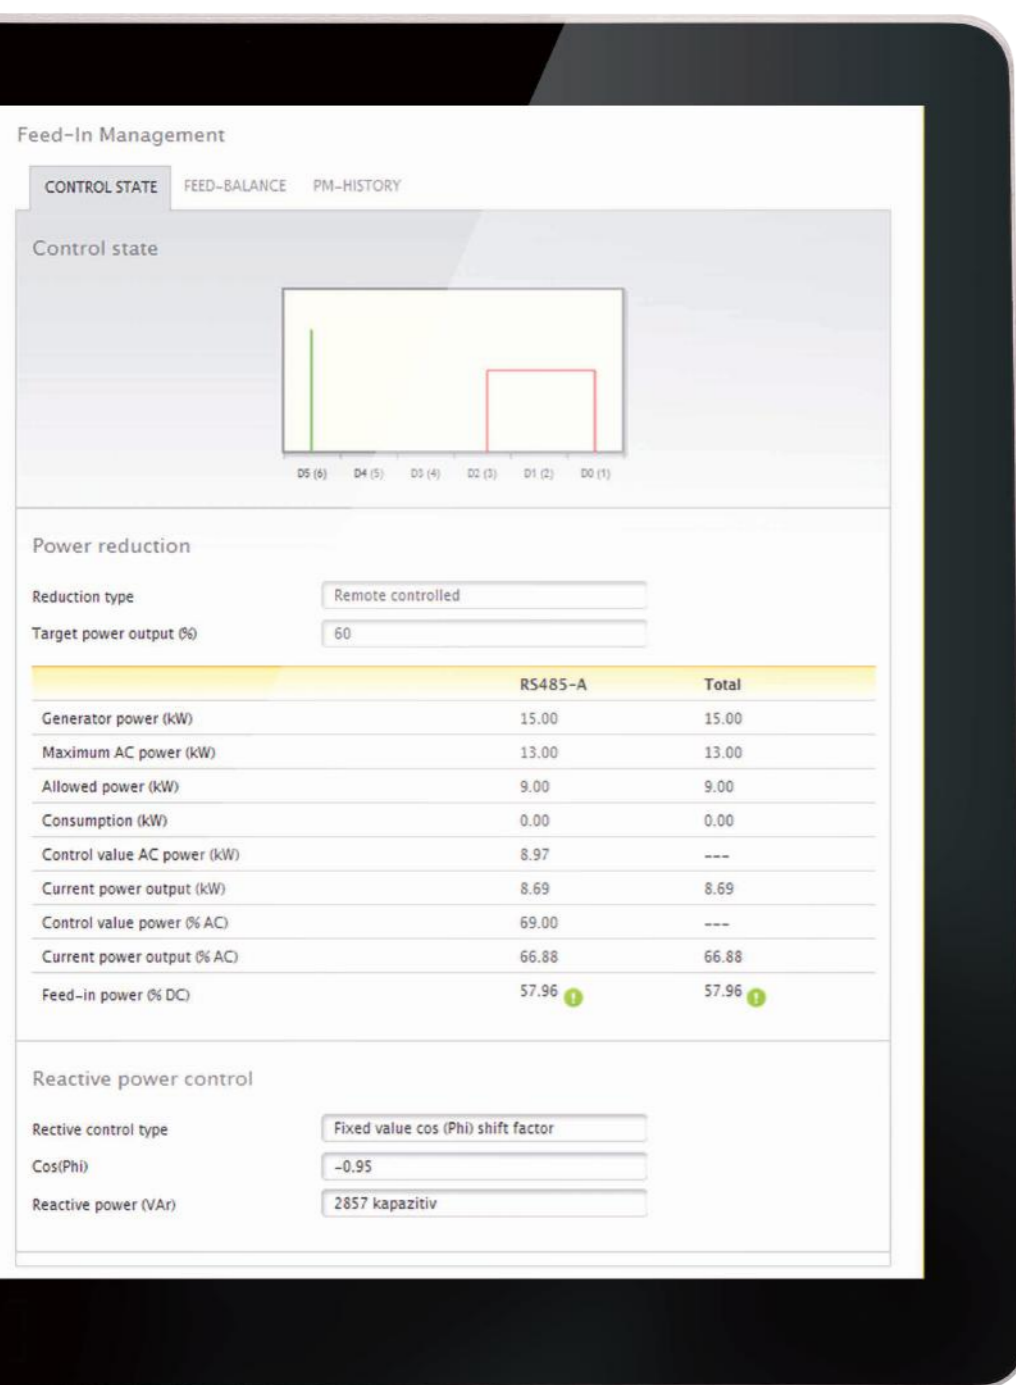 Feed-In Management
CONTROL STATE FEED-BALANCE PM-HISTORY
Control state
D5 (6) D4 (5) D3 (4) D2 (3) D1 (2) D0 (1)
Power reduction
Reduction type Remote controlled
Target power output (%) 60
RS485-A Total
Generator power (kW) 15.00 15.00
Maximum AC power (kW) 13.00 13.00
Allowed power (kW) 9.00 9.00
Consumption (kW) 0.00 0.00
Control value AC power (kW) 8.97 ---
Current power output (kW) 8.69 8.69
Control value power (% AC) 69.00 ---
Current power output (% AC) 66.88 66.88
Feed-in power (% DC) 57.96 ! 57.96 !
Reactive power control
Rective control type Fixed value cos (Phi) shift factor
Cos(Phi) -0.95
Reactive power (VAr) 2857 kapazitiv